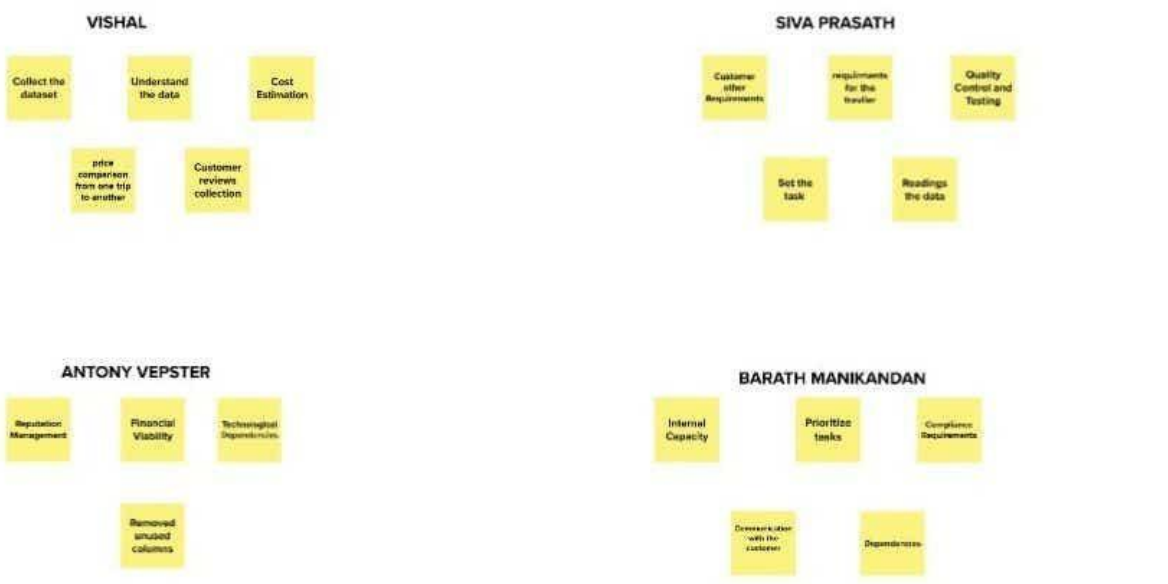 VISHAL
Collect the
dataset
Understand
the data
Cost
Estimation
price
comparison
from one trip
to another
Customer
reviews
collection
SIVA PRASATH
Customer
other
Requirements
requirments
for the
Quality
Control and
Testing
Set the
task
Readings
the data
ANTONY VEPSTER
Reputation
Management
Financial
Viability
Technological
Dependencies
Removed
unused
columns
BARATH MANIKANDAN
Internal
Capacity
Prioritize
tasks
Compliance
Requirements
Communication
with the
customer
Dependencies